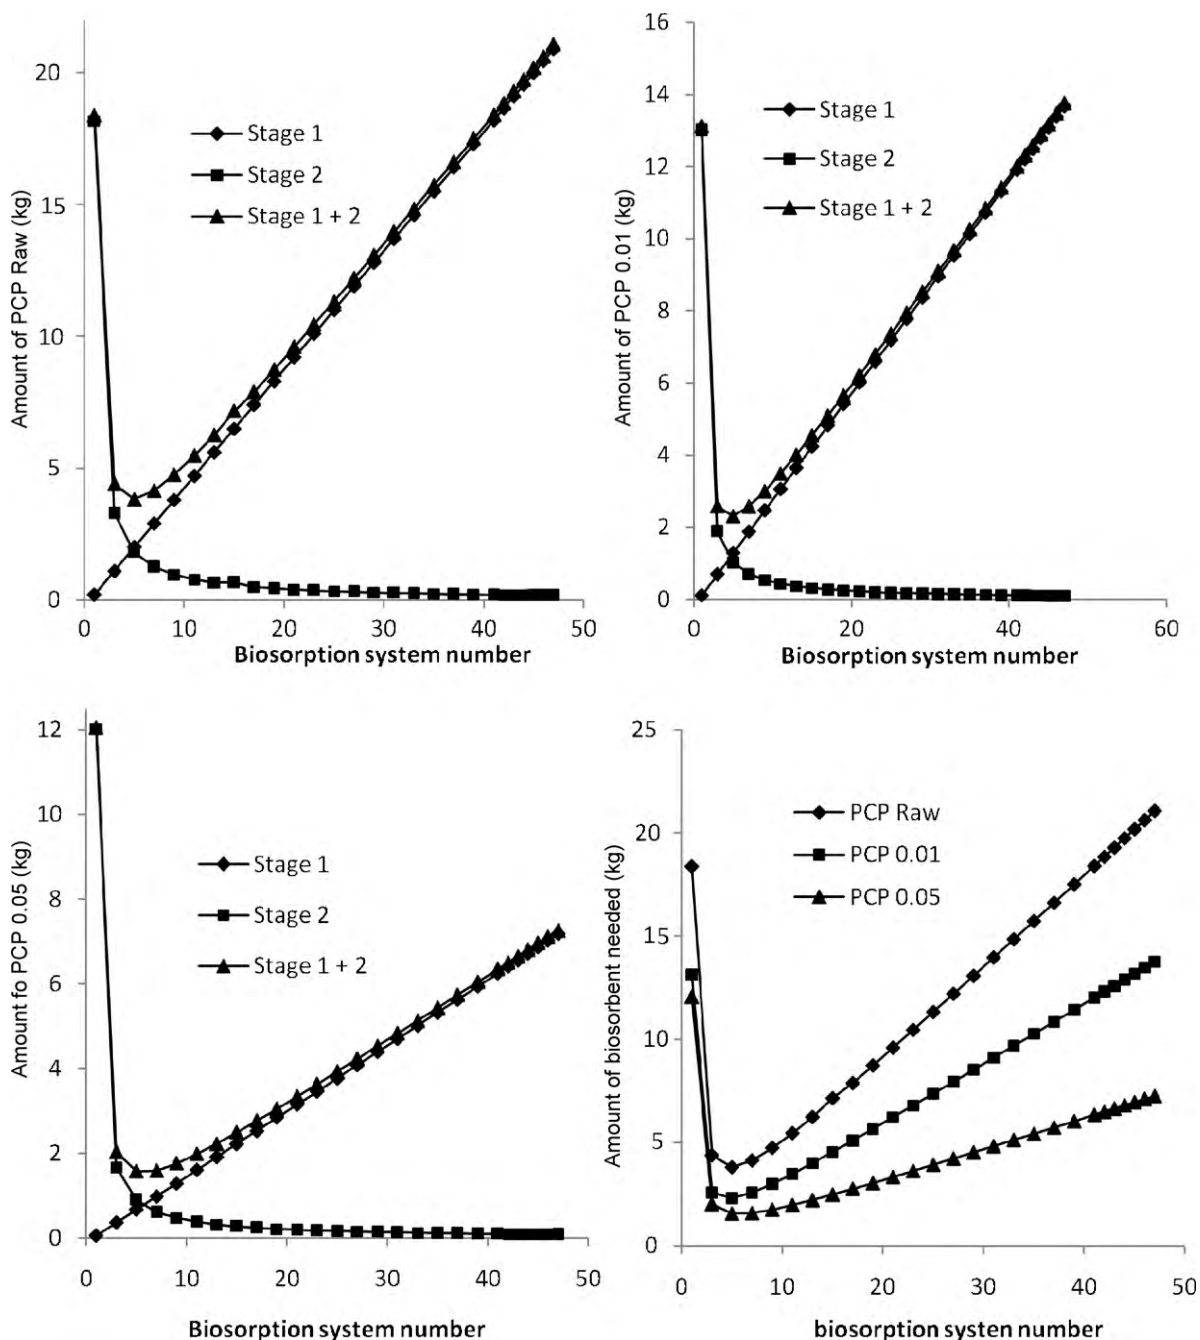 Amount of PCP Raw (kg)
20
15
10
5
0
Stage 1
Stage 2
Stage 1 + 2
0 10 20 30 40 50
Biosorption system number
Amount of PCP 0.01 (kg)
16
14
12
10
8
6
4
2
0
Stage 1
Stage 2
Stage 1 + 2
0 20 40 60
Biosorption system number
Amount fo PCP 0.05 (kg)
12
10
8
6
4
2
0
Stage 1
Stage 2
Stage 1 + 2
0 10 20 30 40 50
Biosorption system number
Amount of biosorbent needed (kg)
25
20
15
10
5
0
PCP Raw
PCP 0.01
PCP 0.05
0 10 20 30 40 50
biosorption system number